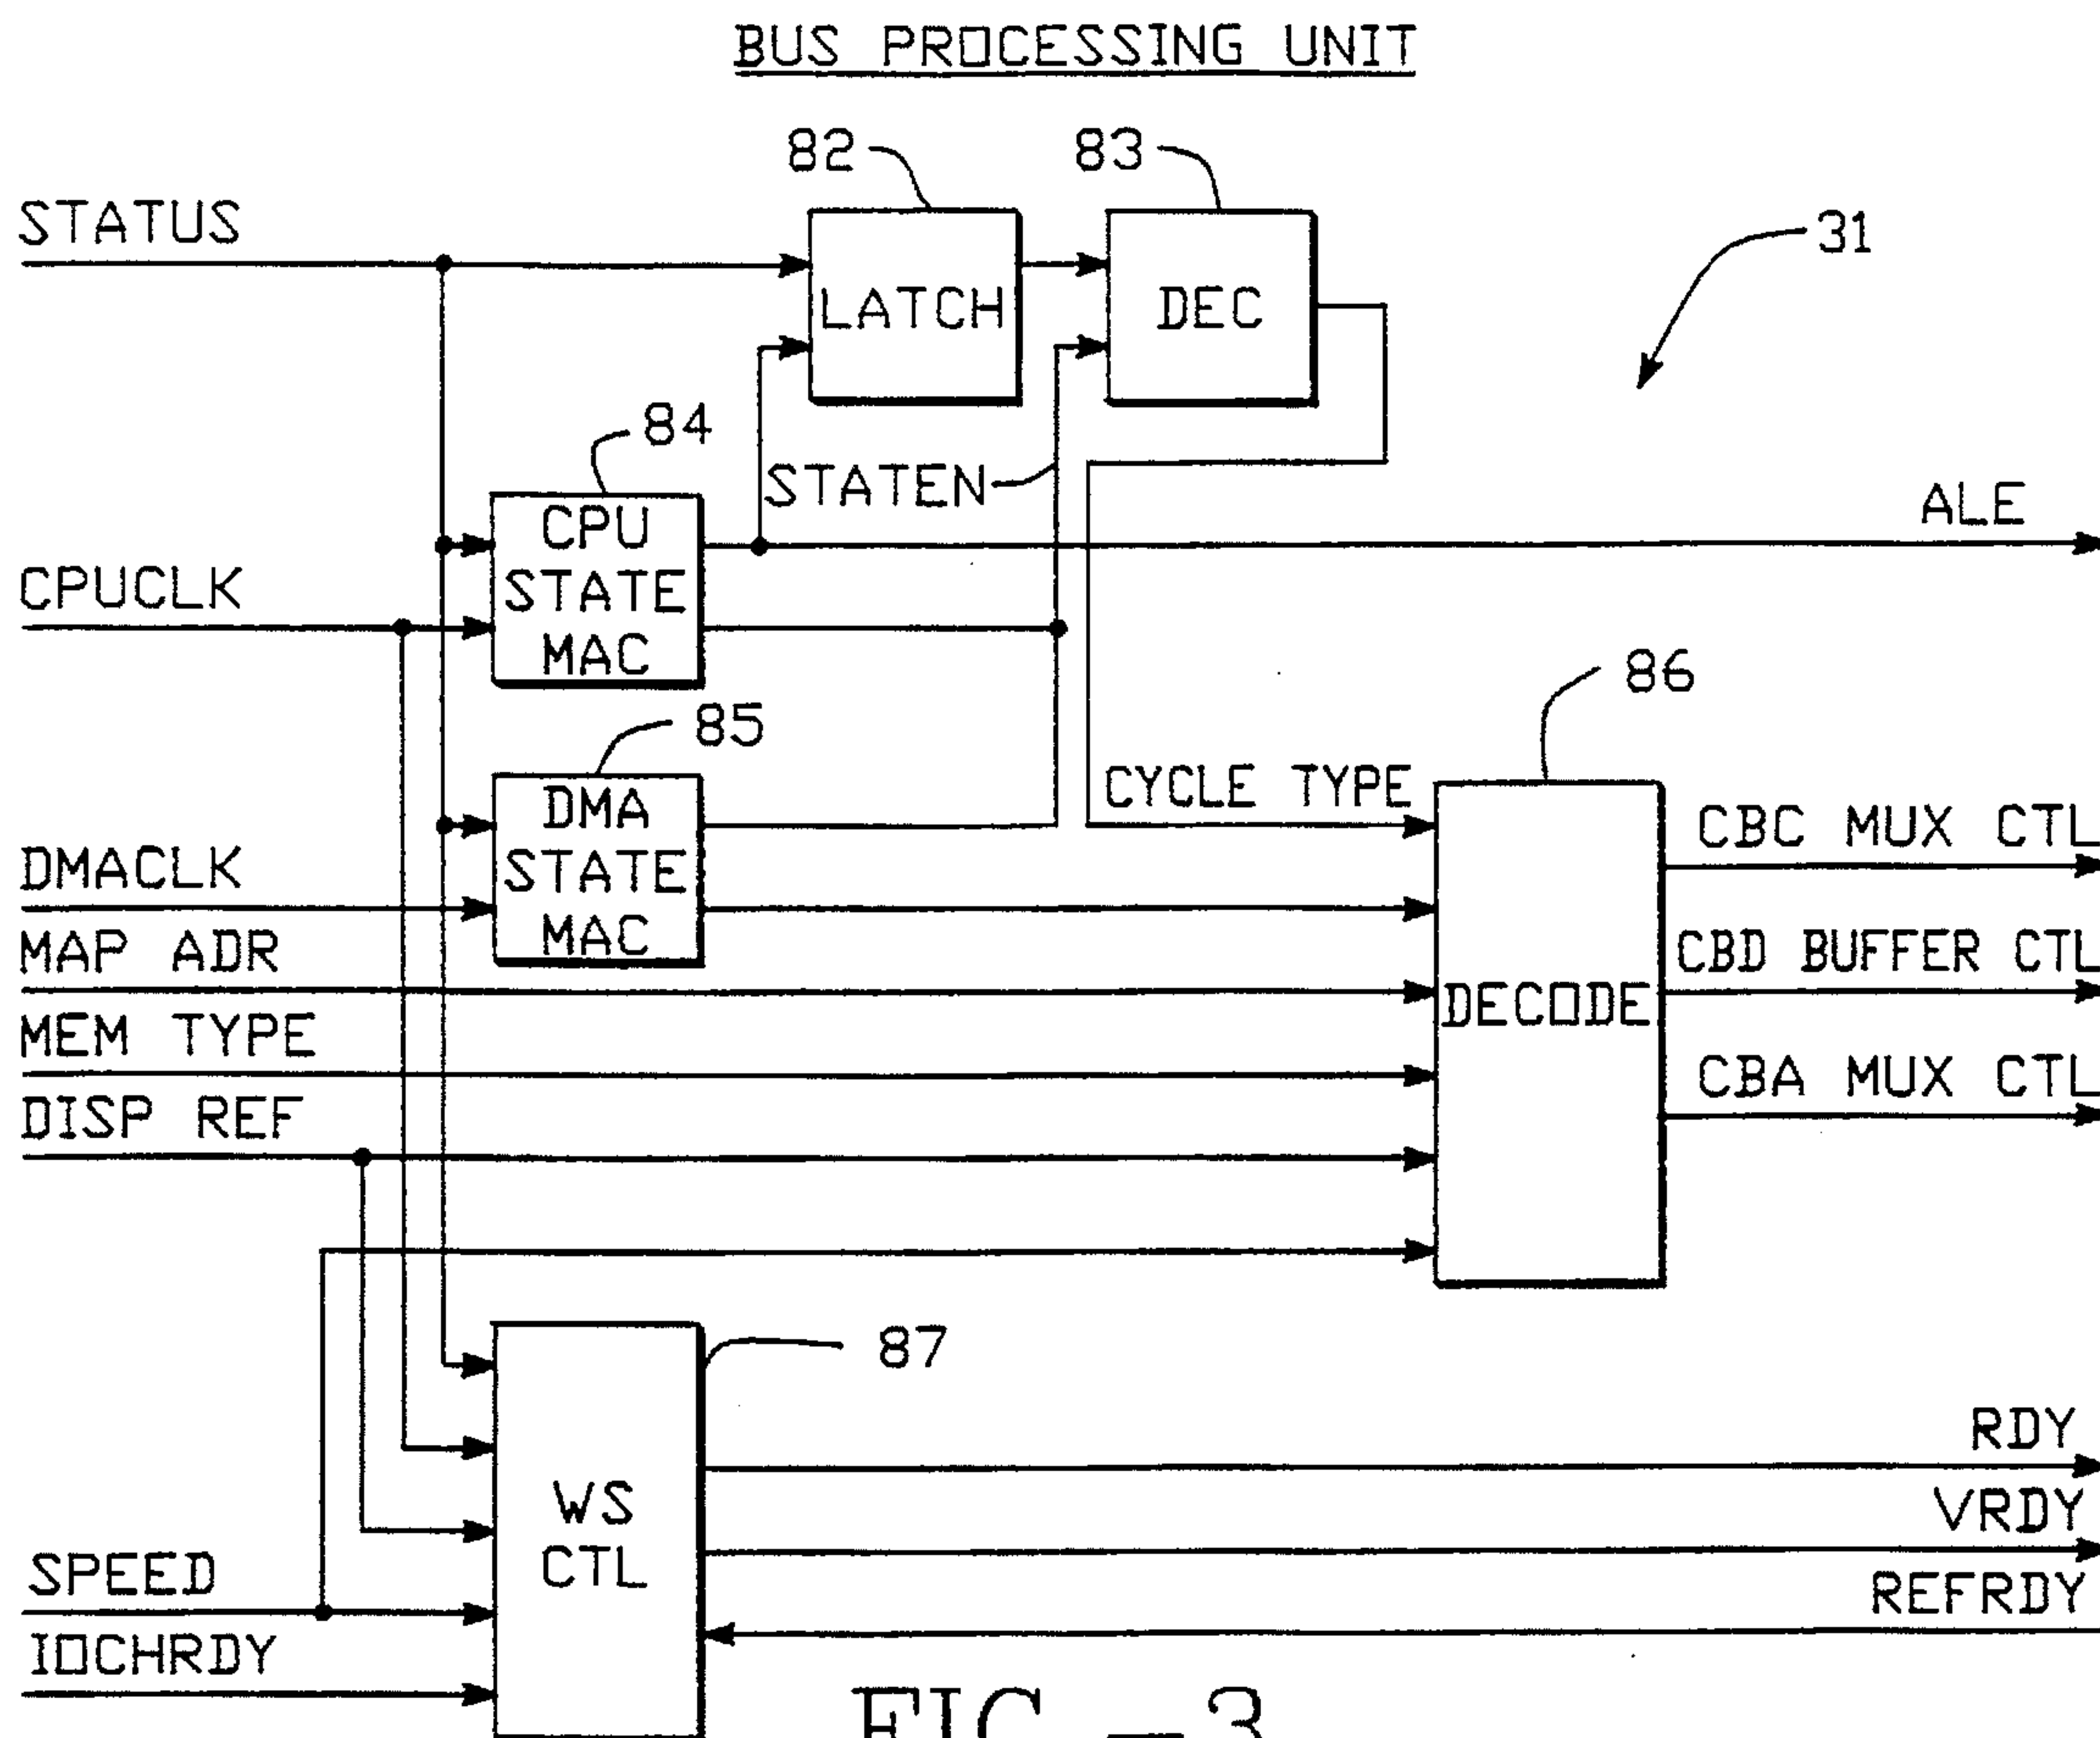 BUS PROCESSING UNIT
82
83
STATUS
31
LATCH
DEC
84
STATEN
ALE
CPU
STATE
MAC
CPUCLK
86
85
CYCLE TYPE
DMA
STATE
MAC
CBC MUX CTL
DMACLK
MAP ADR
CBD BUFFER CTL
DECODE
MEM TYPE
CBA MUX CTL
DISP REF
87
RDY
WS
CTL
VRDY
SPEED
REFRDY
IOCHRDY
FIG.-3